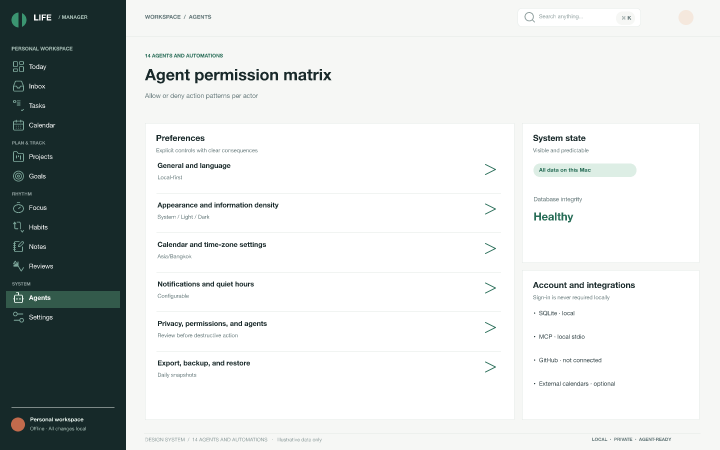 LIFE / MANAGER
PERSONAL WORKSPACE
Today
Inbox
Tasks
Calendar
PLAN & TRACK
Projects
Goals
RHYTHM
Focus
Habits
Notes
Reviews
SYSTEM
Agents
Settings
Personal workspace
Offline · All changes local
WORKSPACE / AGENTS
Search anything...
⌘ K
14 AGENTS AND AUTOMATIONS
Agent permission matrix
Allow or deny action patterns per actor
Preferences
Explicit controls with clear consequences
General and language
Local-first
Appearance and information density
System / Light / Dark
Calendar and time-zone settings
Asia/Bangkok
Notifications and quiet hours
Configurable
Privacy, permissions, and agents
Review before destructive action
Export, backup, and restore
Daily snapshots
System state
Visible and predictable
All data on this Mac
Database integrity
Healthy
Account and integrations
Sign-in is never required locally
• SQLite · local
• MCP · local stdio
• GitHub · not connected
• External calendars · optional
DESIGN SYSTEM / 14 AGENTS AND AUTOMATIONS · Illustrative data only
LOCAL · PRIVATE · AGENT-READY